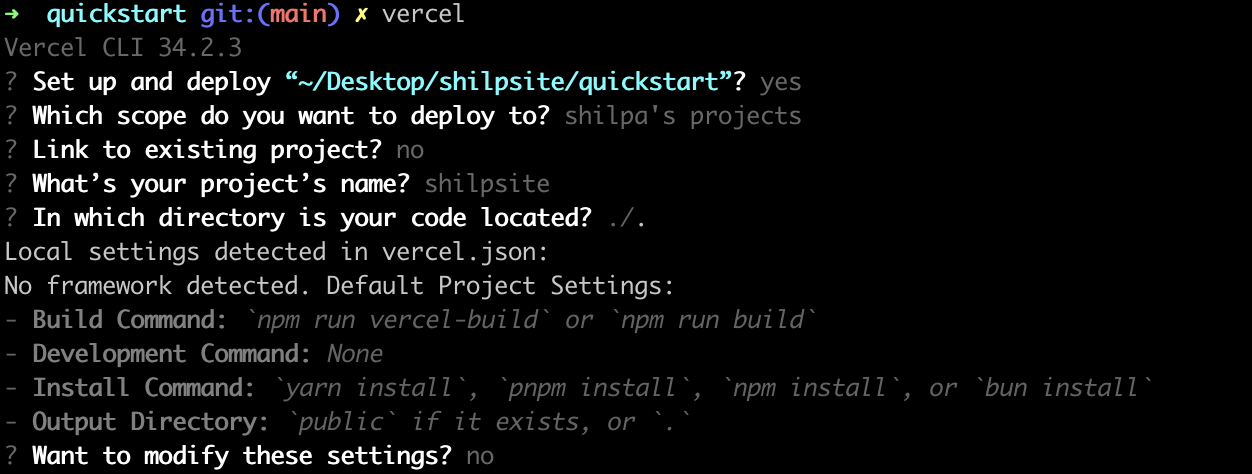 ➜  quickstart git:(main) ✗ vercel
Vercel CLI 34.2.3
? Set up and deploy “~/Desktop/shilpsite/quickstart”? yes
? Which scope do you want to deploy to? shilpa's projects
? Link to existing project? no
? What’s your project’s name? shilpsite
? In which directory is your code located? ./.
Local settings detected in vercel.json:
No framework detected. Default Project Settings:
- Build Command: `npm run vercel-build` or `npm run build`
- Development Command: None
- Install Command: `yarn install`, `pnpm install`, `npm install`, or `bun install`
- Output Directory: `public` if it exists, or `.`
? Want to modify these settings? no